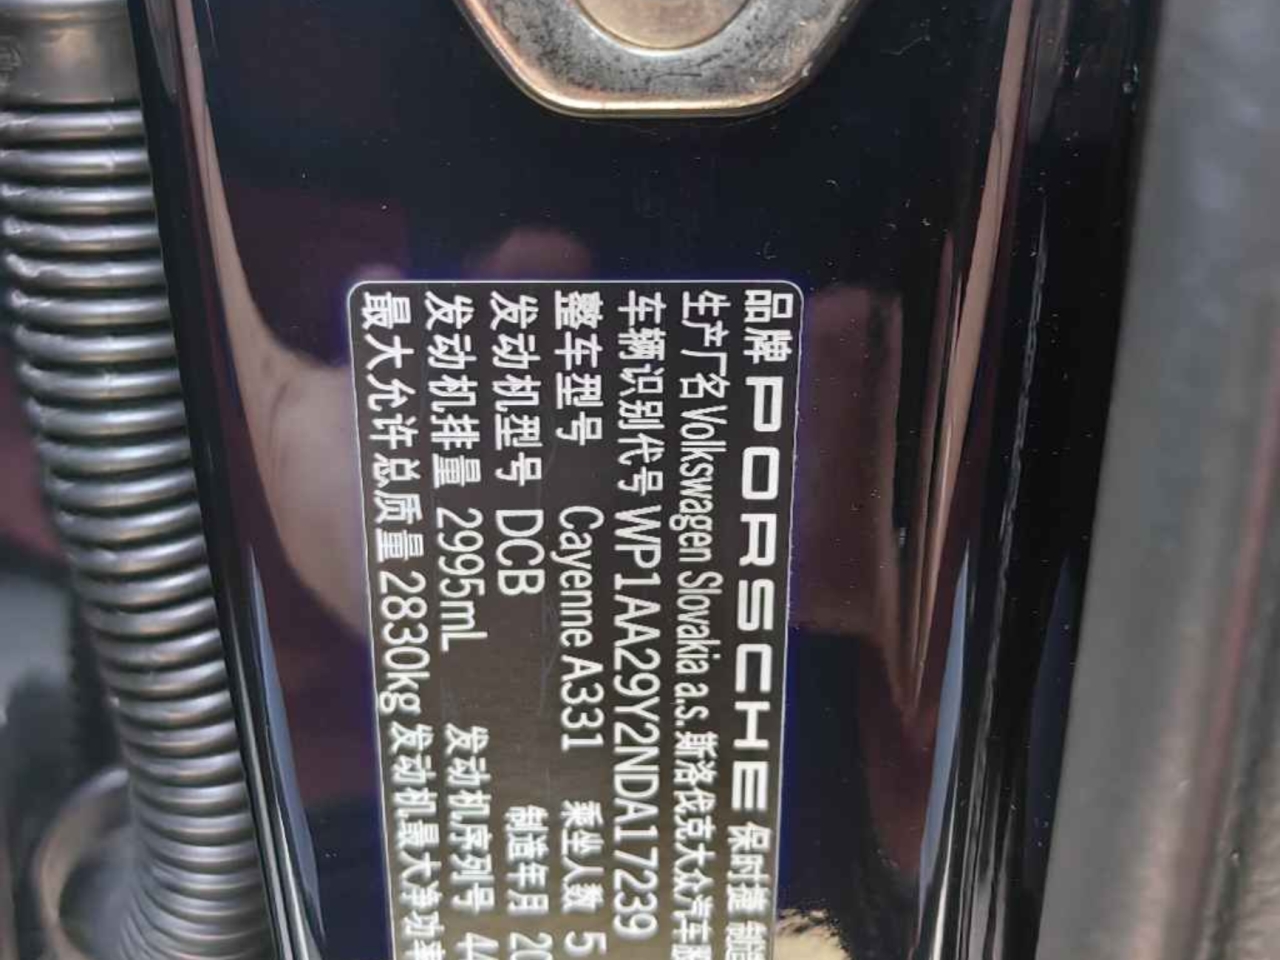 品牌 PORSCHE 保时捷 制造
生产厂名 Volkswagen Slovakia a.s. 斯洛伐克大众汽车股
车辆识别代号 WP1AA29Y2NDA17239
整车型号 Cayenne A331 乘坐人数 5
发动机型号 DCB 制造年月 20
发动机排量 2995mL 发动机序列号 44
最大允许总质量 2830kg 发动机最大净功率